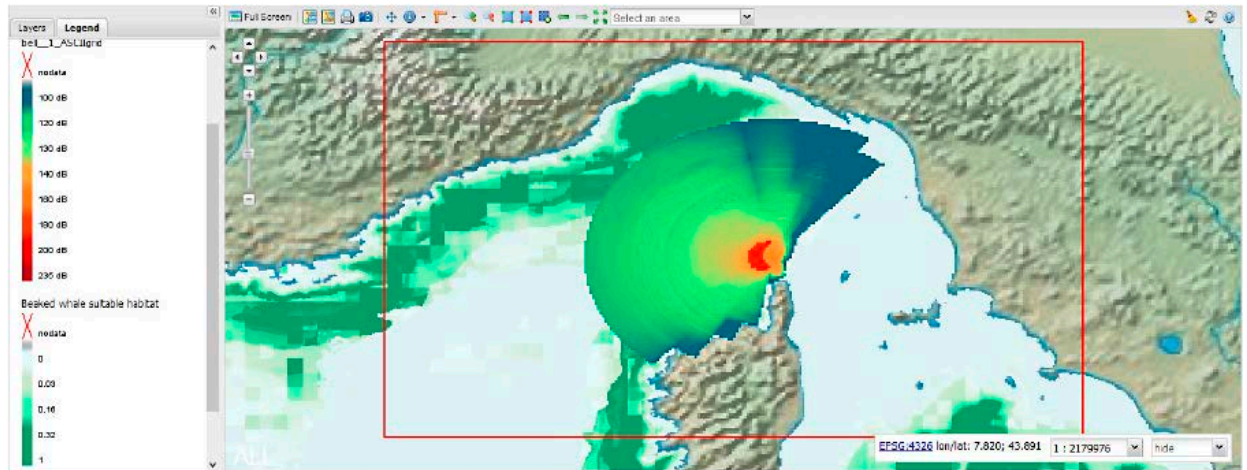 Full Screen
Select an area
Layers
Legend
bell__1_ASCIIgrid
nodata
100 dB
120 dB
130 dB
140 dB
180 dB
190 dB
200 dB
235 dB
Beaked whale suitable habitat
nodata
0
0.03
0.16
0.32
1
EPSG:4326 lon/lat: 7.820; 43.891
1 : 2179976
hide